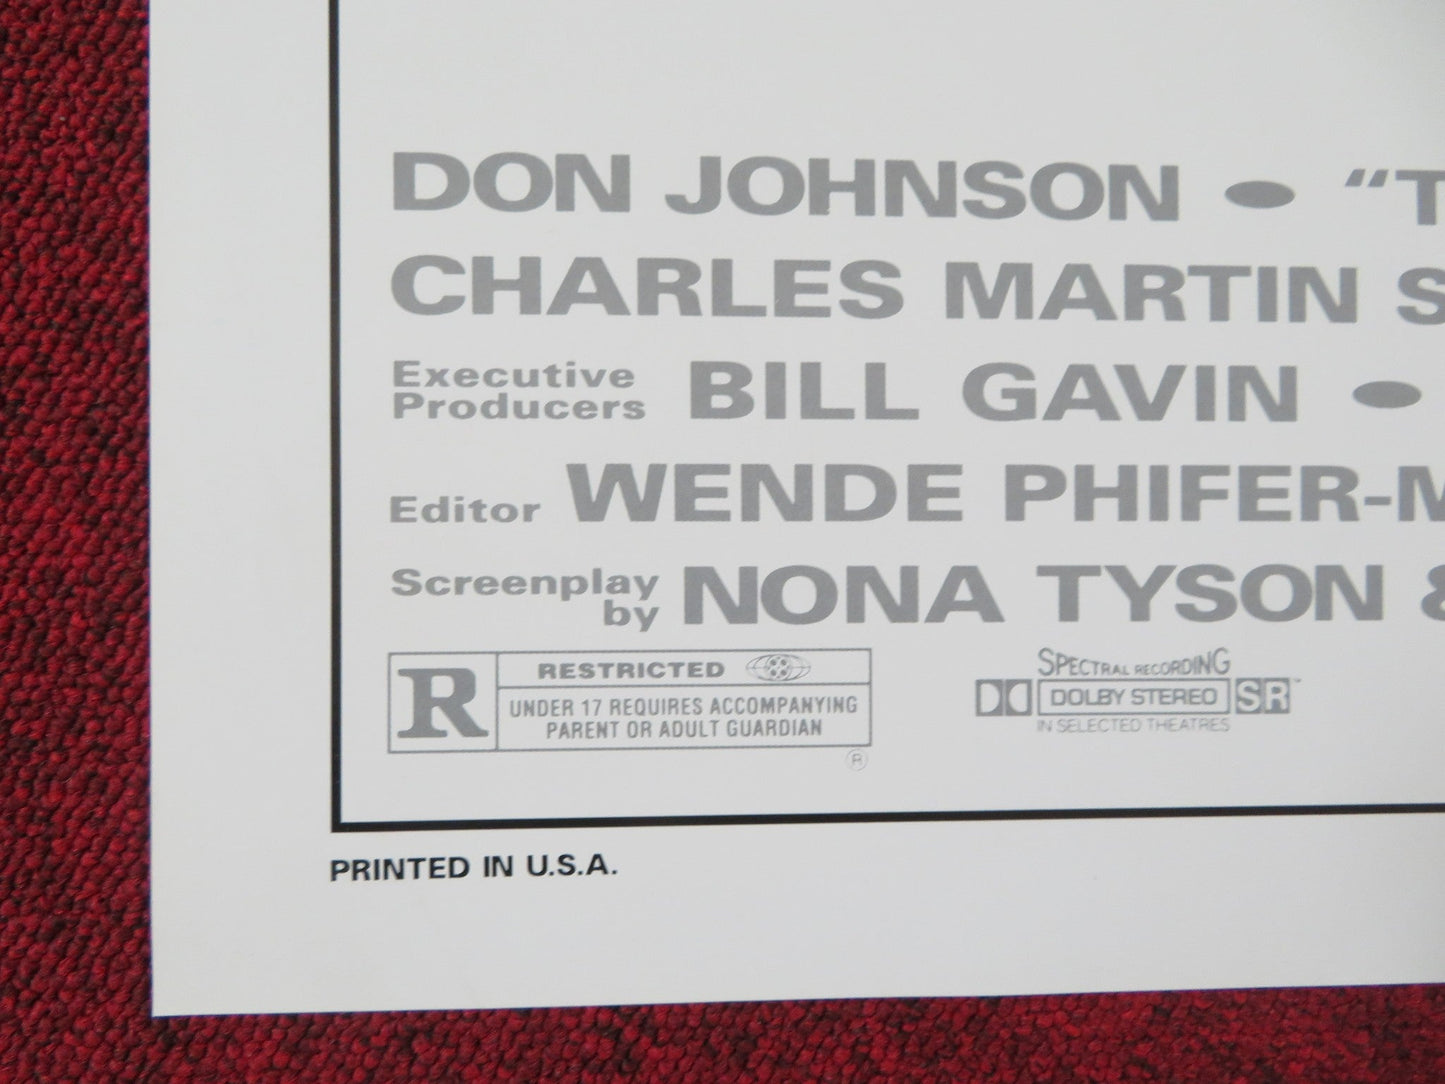 DON JOHNSON • "T
CHARLES MARTIN S
Executive
Producers BILL GAVIN •
Editor WENDE PHIFER-M
Screenplay
by NONA TYSON &
R RESTRICTED
UNDER 17 REQUIRES ACCOMPANYING
PARENT OR ADULT GUARDIAN
®
SPECTRAL RECORDING
DOLBY STEREO SR™
IN SELECTED THEATRES
PRINTED IN U.S.A.